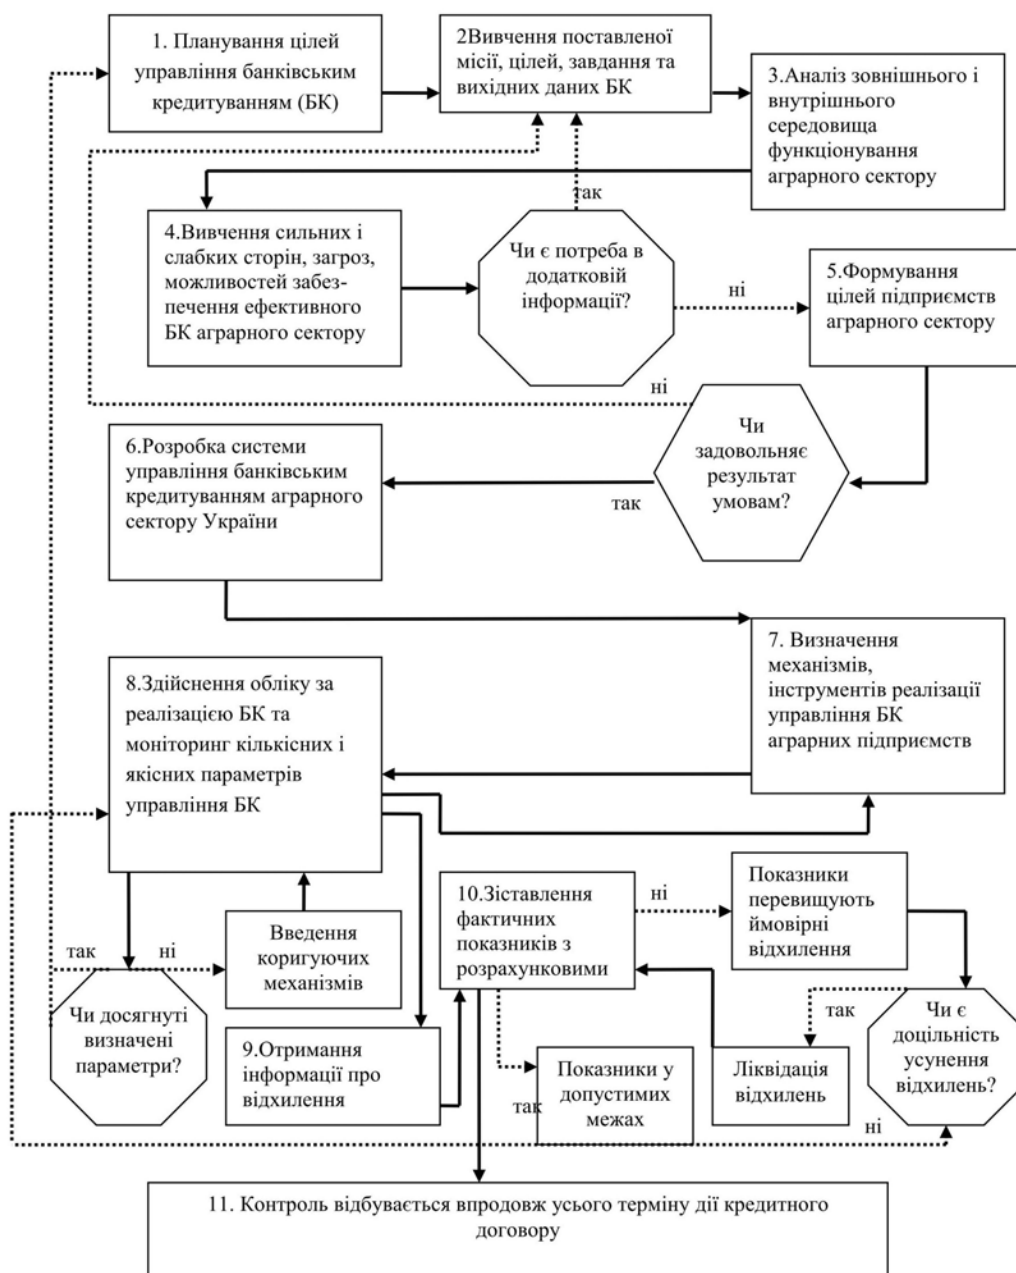 1. Планування цілей
управління банківським
кредитуванням (БК)
2Вивчення поставленої
місії, цілей, завдання та
вихідних даних БК
3.Аналіз зовнішнього і
внутрішнього
середовища
функціонування
аграрного сектору
так
4.Вивчення сильних і
слабких сторін, загроз,
можливостей забез-
печення ефективного
БК аграрного сектору
Чи є потреба в
додатковій
інформації?
ні
5.Формування
цілей підприємств
аграрного сектору
ні
Чи
задовольняє
результат
умовам?
так
6.Розробка системи
управління банківським
кредитуванням аграрного
сектору України
7. Визначення
механізмів,
інструментів реалізації
управління БК
аграрних підприємств
8.Здійснення обліку за
реалізацією БК та
моніторинг кількісних і
якісних параметрів
управління БК
так
ні
Введення
коригуючих
механізмів
10.Зіставлення
фактичних
показників з
розрахунковими
ні
Показники
перевищують
ймовірні
відхилення
Чи досягнуті
визначені
параметри?
9.Отримання
інформації про
відхилення
так
Показники у
допустимих
межах
Ліквідація
відхилень
так
Чи є
доцільність
усунення
відхилень?
ні
11. Контроль відбувається впродовж усього терміну дії кредитного
договору